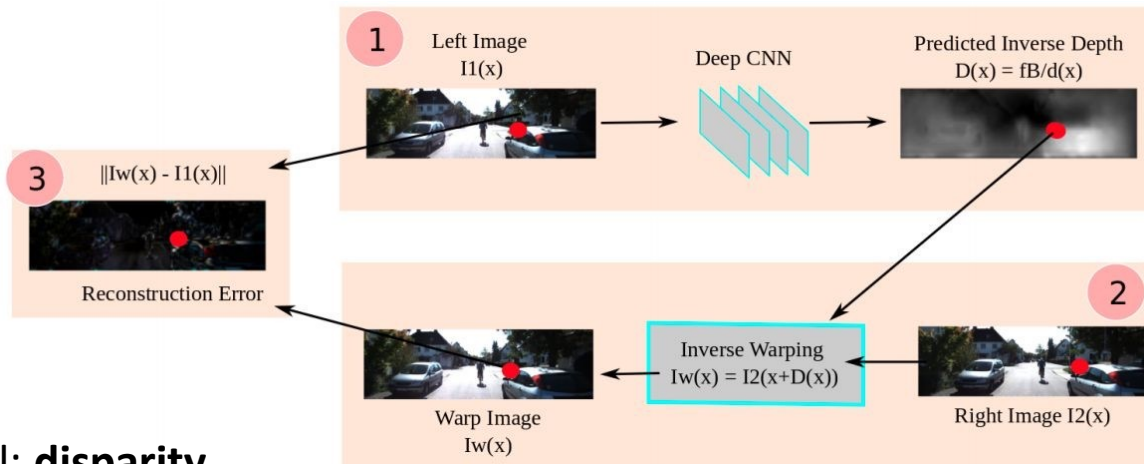 1
Left Image
I1(x)
Deep CNN
Predicted Inverse Depth
D(x) = fB/d(x)
3
||Iw(x) - I1(x)||
Reconstruction Error
2
Inverse Warping
Iw(x) = I2(x+D(x))
Warp Image
Iw(x)
Right Image I2(x)
disparity